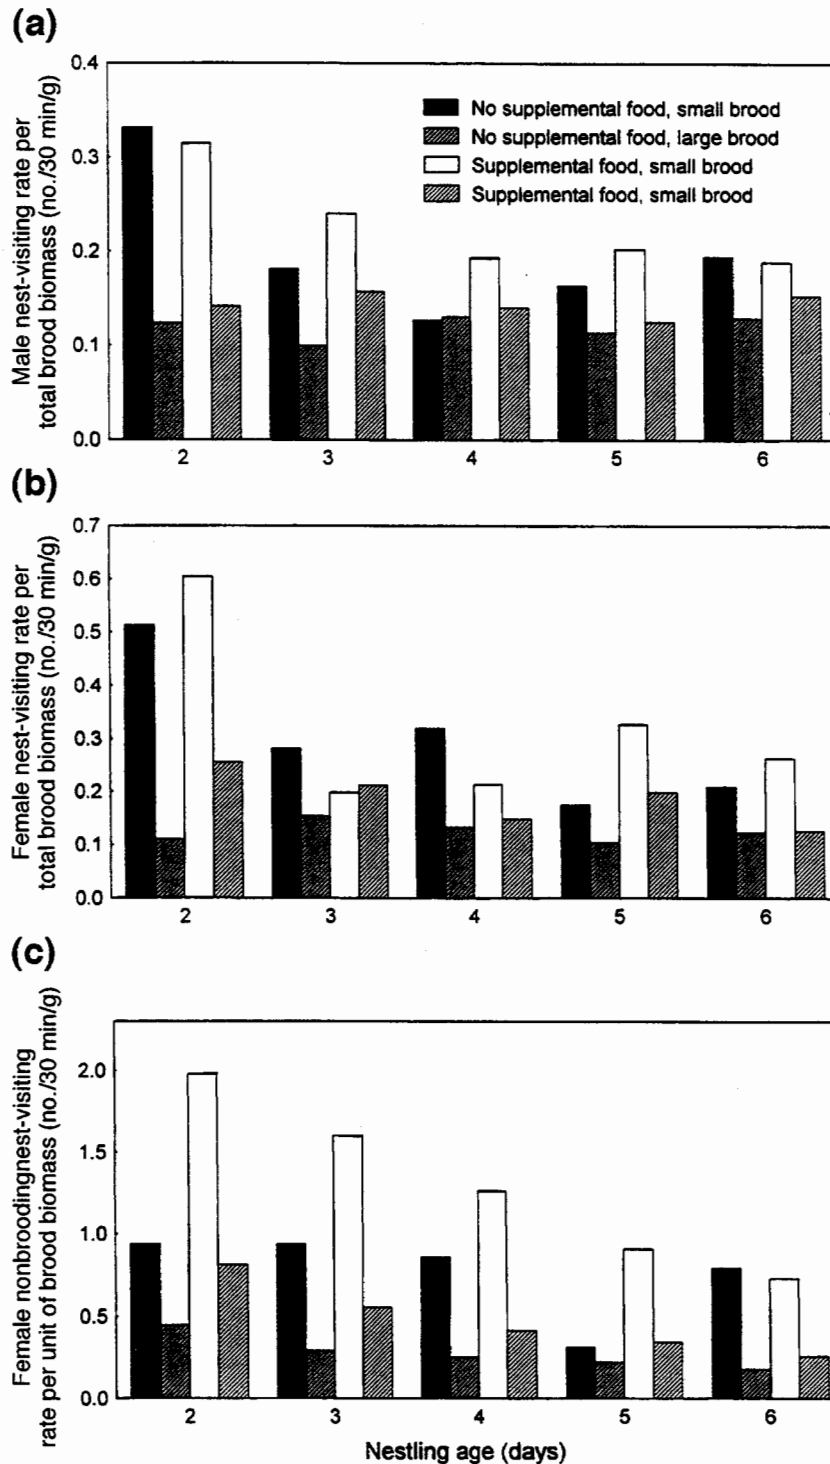 (a)
Male nest-visiting rate per
total brood biomass (no./30 min/g)
0.4
0.3
0.2
0.1
0.0
No supplemental food, small brood
No supplemental food, large brood
Supplemental food, small brood
Supplemental food, small brood
2 3 4 5 6
(b)
Female nest-visiting rate per
total brood biomass (no./30 min/g)
0.7
0.6
0.5
0.4
0.3
0.2
0.1
0.0
2 3 4 5 6
(c)
Female nonbroodingnest-visiting
rate per unit of brood biomass (no./30 min/g)
2.0
1.5
1.0
0.5
0.0
2 3 4 5 6
Nestling age (days)